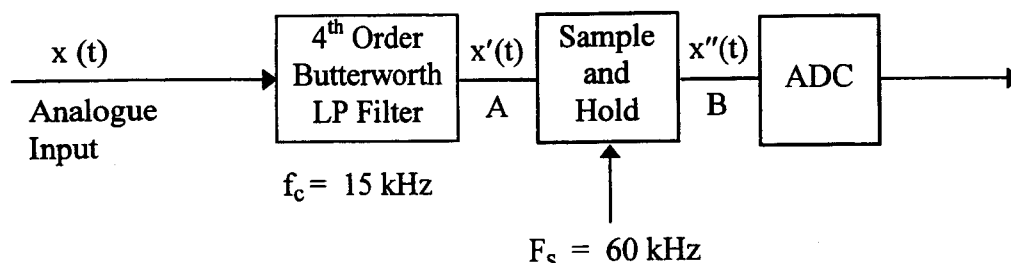 x (t)
Analogue
Input
4th Order
Butterworth
LP Filter
fc = 15 kHz
x′(t)
A
Sample
and
Hold
Fs = 60 kHz
x″(t)
B
ADC